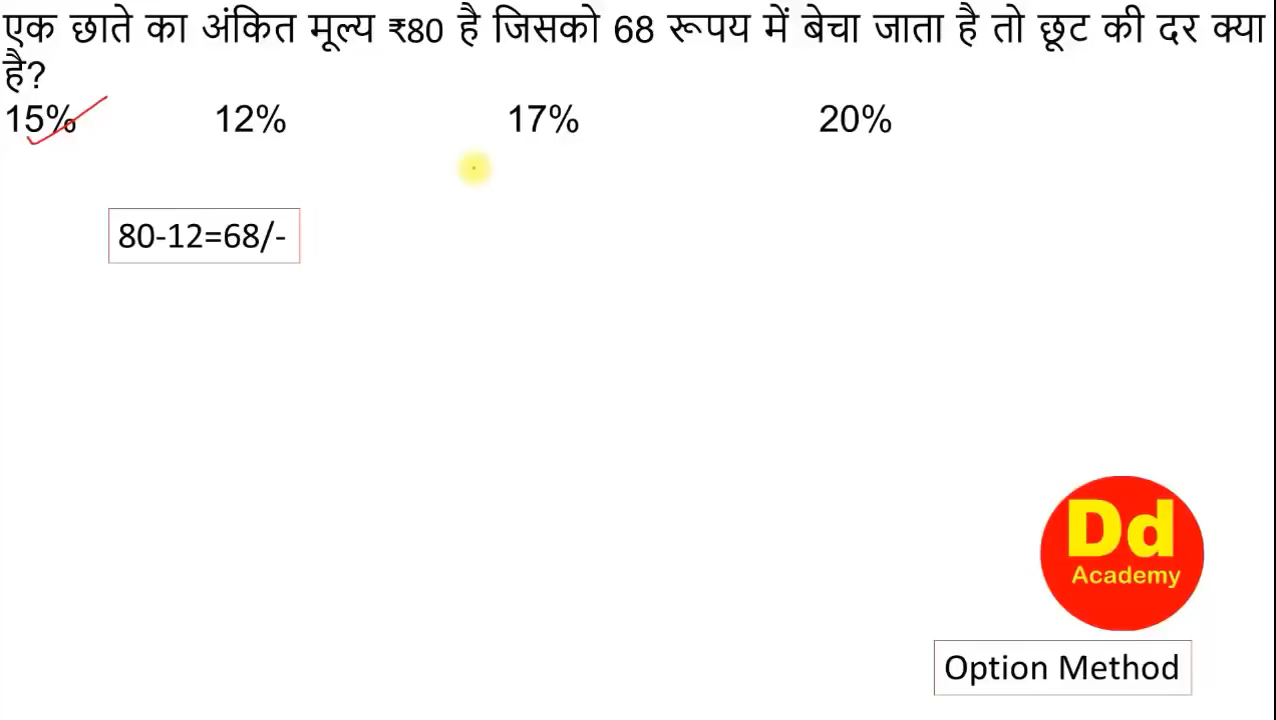 एक छाते का अंकित मूल्य ₹80 है जिसको 68 रूपय में बेचा जाता है तो छूट की दर क्या
है?
15% 12% 17% 20%
80-12=68/-
Dd
Academy
Option Method